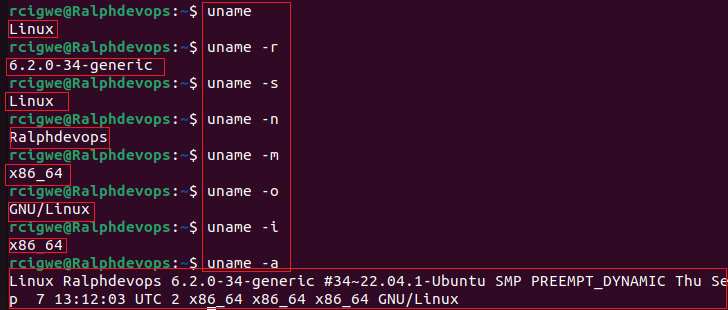 rcigwe@Ralphdevops:~$ uname
Linux
rcigwe@Ralphdevops:~$ uname -r
6.2.0-34-generic
rcigwe@Ralphdevops:~$ uname -s
Linux
rcigwe@Ralphdevops:~$ uname -n
Ralphdevops
rcigwe@Ralphdevops:~$ uname -m
x86_64
rcigwe@Ralphdevops:~$ uname -o
GNU/Linux
rcigwe@Ralphdevops:~$ uname -i
x86_64
rcigwe@Ralphdevops:~$ uname -a
Linux Ralphdevops 6.2.0-34-generic #34~22.04.1-Ubuntu SMP PREEMPT_DYNAMIC Thu Se
p  7 13:12:03 UTC 2 x86_64 x86_64 x86_64 GNU/Linux